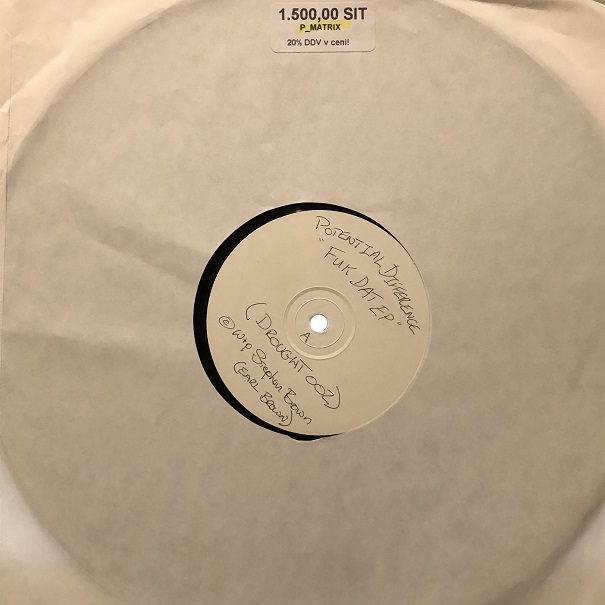 1.500,00 SIT
P_MATRIX
20% DDV v ceni!
POTENTIAL DIFFERENCE
"FUK DAT EP"
A
(DROUGHT 002)
© W+P Stephen Brown
(EARL BROWN)